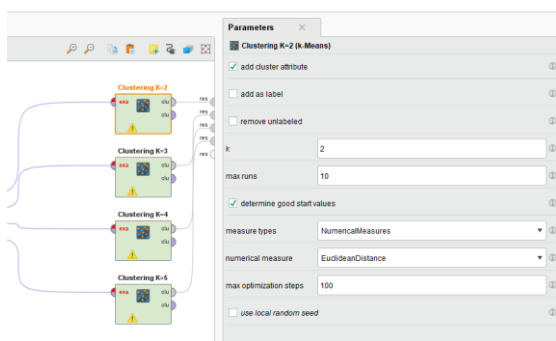 Parameters
Clustering K=2 (k-Means)
add cluster attribute
add as label
remove unlabeled
k
2
max runs
10
determine good start values
measure types
NumericalMeasures
numerical measure
EuclideanDistance
max optimization steps
100
use local random seed
Clustering K=2
exa
clu
clu
res
res
res
res
res
Clustering K=3
exa
clu
clu
Clustering K=4
exa
clu
clu
Clustering K=5
exa
clu
clu